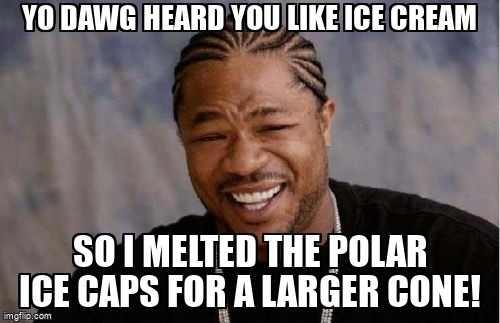 YO DAWG HEARD YOU LIKE ICE CREAM
SO I MELTED THE POLAR
ICE CAPS FOR A LARGER CONE!
imgflip.com